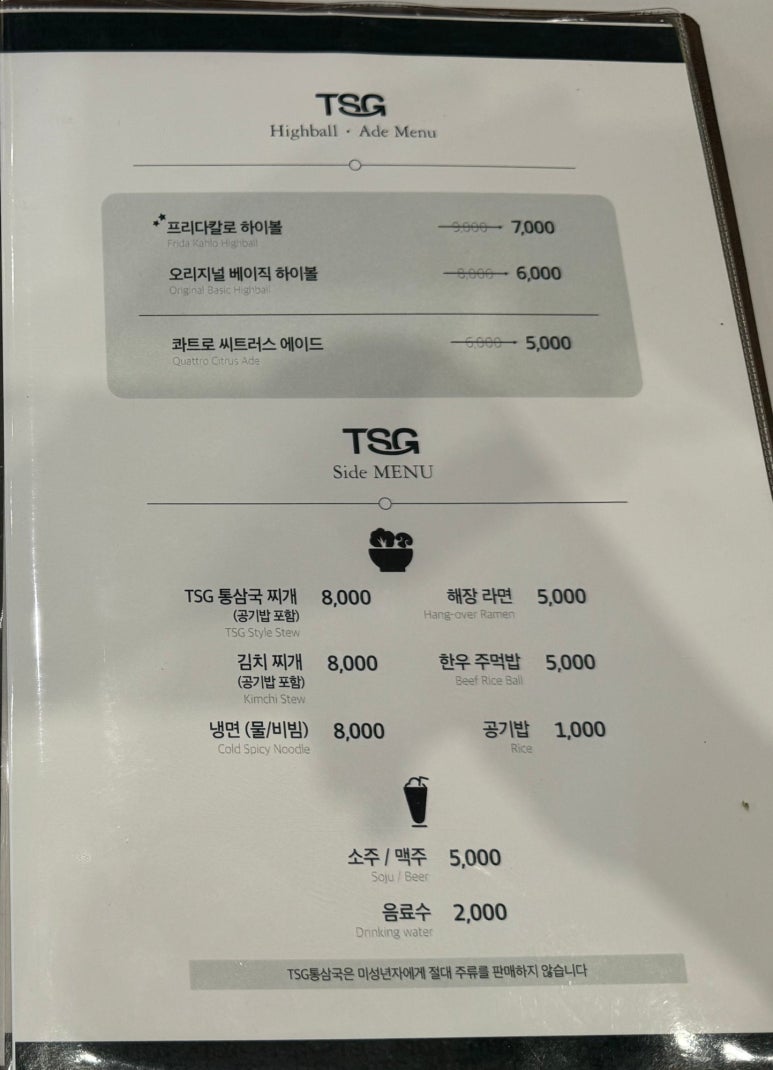 TSG
Highball · Ade Menu
프리다칼로 하이볼 9,000 7,000
Frida Kahlo Highball
오리지널 베이직 하이볼 8,000 6,000
Original Basic Highball
콰트로 씨트러스 에이드 6,000 5,000
Quattro Citrus Ade
TSG
Side MENU
TSG 통삼국 찌개 8,000
(공기밥 포함)
TSG Style Stew
해장 라면 5,000
Hang-over Ramen
김치 찌개 8,000
(공기밥 포함)
Kimchi Stew
한우 주먹밥 5,000
Beef Rice Ball
냉면 (물/비빔) 8,000
Cold Spicy Noodle
공기밥 1,000
Rice
소주 / 맥주 5,000
Soju / Beer
음료수 2,000
Drinking water
TSG통삼국은 미성년자에게 절대 주류를 판매하지 않습니다